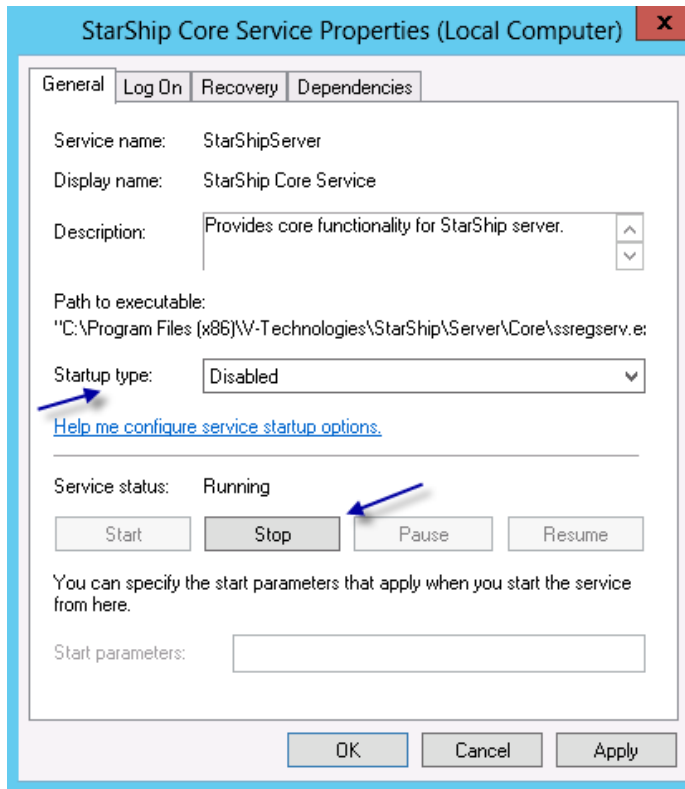 StarShip Core Service Properties (Local Computer)
x
General Log On Recovery Dependencies
Service name: StarShipServer
Display name: StarShip Core Service
Description: Provides core functionality for StarShip server.
Path to executable:
"C:\Program Files (x86)\V-Technologies\StarShip\Server\Core\ssregserv.e
Startup type: Disabled
Help me configure service startup options.
Service status: Running
Start Stop Pause Resume
You can specify the start parameters that apply when you start the service
from here.
Start parameters:
OK Cancel Apply